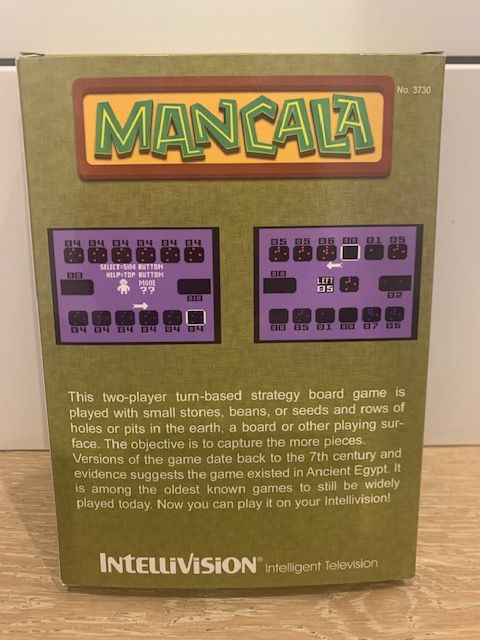 MANCALA
No. 3730
04 04 04 04 04 04
SELECT:SIDE BUTTON
HELP:TOP BUTTON
00 MOVE
??
00
04 04 04 04 04 04
05 05 06 00 01 05
00 LEFT
05
02
00 05 01 00 07 06
This two-player turn-based strategy board game is
played with small stones, beans, or seeds and rows of
holes or pits in the earth, a board or other playing sur-
face. The objective is to capture the more pieces.
Versions of the game date back to the 7th century and
evidence suggests the game existed in Ancient Egypt. It
is among the oldest known games to still be widely
played today. Now you can play it on your Intellivision!
INTELLIVISION® Intelligent Television